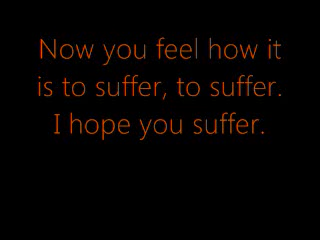 Now you feel how it
is to suffer, to suffer.
I hope you suffer.